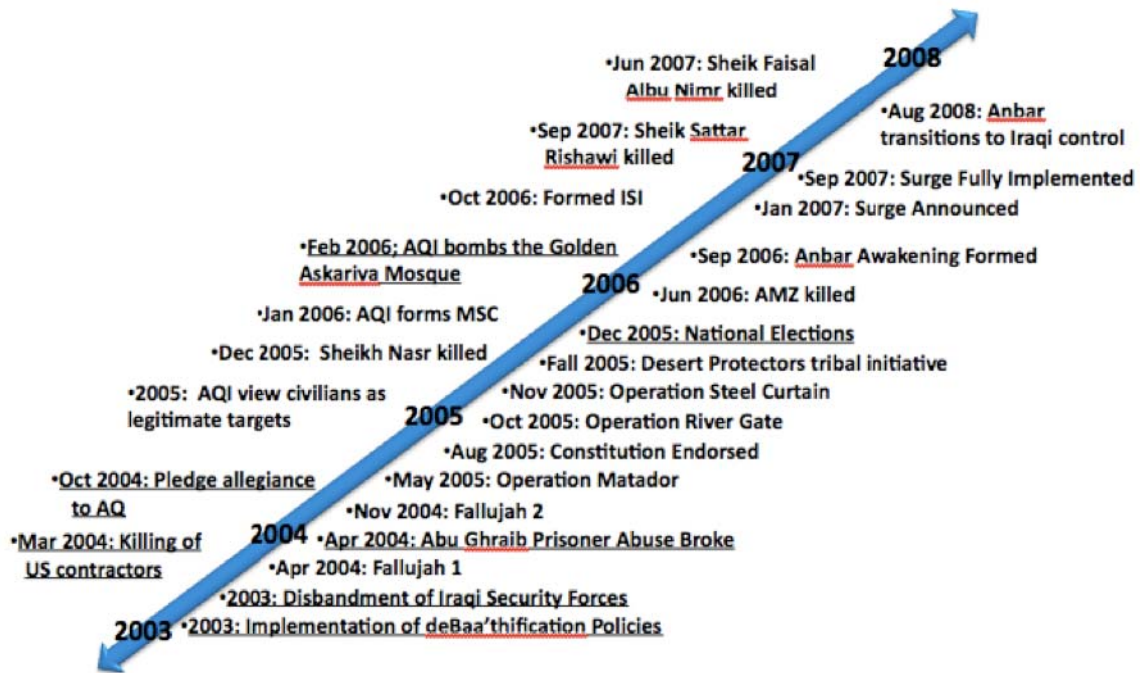 •Jun 2007: Sheik Faisal
Albu Nimr killed
2008
•Aug 2008: Anbar
transitions to Iraqi control
•Sep 2007: Sheik Sattar
Rishawi killed
2007
•Sep 2007: Surge Fully Implemented
•Oct 2006: Formed ISI
•Jan 2007: Surge Announced
•Feb 2006; AQI bombs the Golden
Askariva Mosque
•Sep 2006: Anbar Awakening Formed
2006
•Jun 2006: AMZ killed
•Jan 2006: AQI forms MSC
•Dec 2005: National Elections
•Dec 2005: Sheikh Nasr killed
•Fall 2005: Desert Protectors tribal initiative
•2005: AQI view civilians as
legitimate targets
•Nov 2005: Operation Steel Curtain
2005
•Oct 2005: Operation River Gate
•Aug 2005: Constitution Endorsed
•Oct 2004: Pledge allegiance
to AQ
•May 2005: Operation Matador
•Nov 2004: Fallujah 2
•Mar 2004: Killing of
US contractors
2004
•Apr 2004: Abu Ghraib Prisoner Abuse Broke
•Apr 2004: Fallujah 1
•2003: Disbandment of Iraqi Security Forces
2003
•2003: Implementation of deBaa'thification Policies